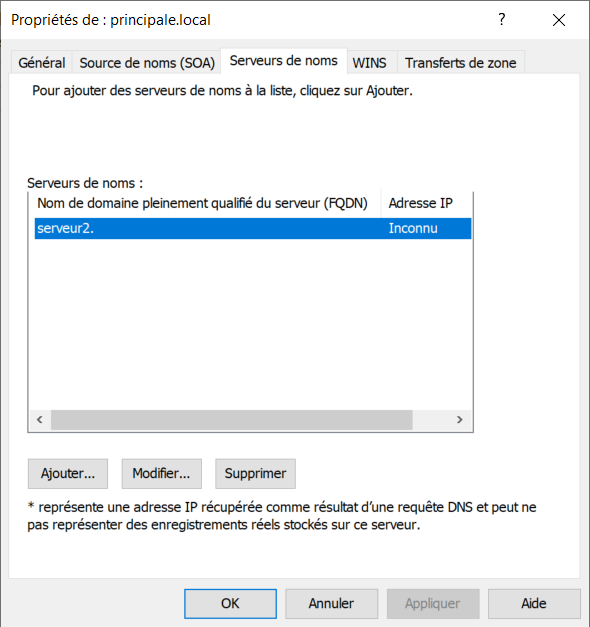 Propriétés de : principale.local
?
Général Source de noms (SOA) Serveurs de noms WINS Transferts de zone
Pour ajouter des serveurs de noms à la liste, cliquez sur Ajouter.
Serveurs de noms :
Nom de domaine pleinement qualifié du serveur (FQDN) Adresse IP
serveur2. Inconnu
Ajouter... Modifier... Supprimer
* représente une adresse IP récupérée comme résultat d'une requête DNS et peut ne
pas représenter des enregistrements réels stockés sur ce serveur.
OK Annuler Appliquer Aide